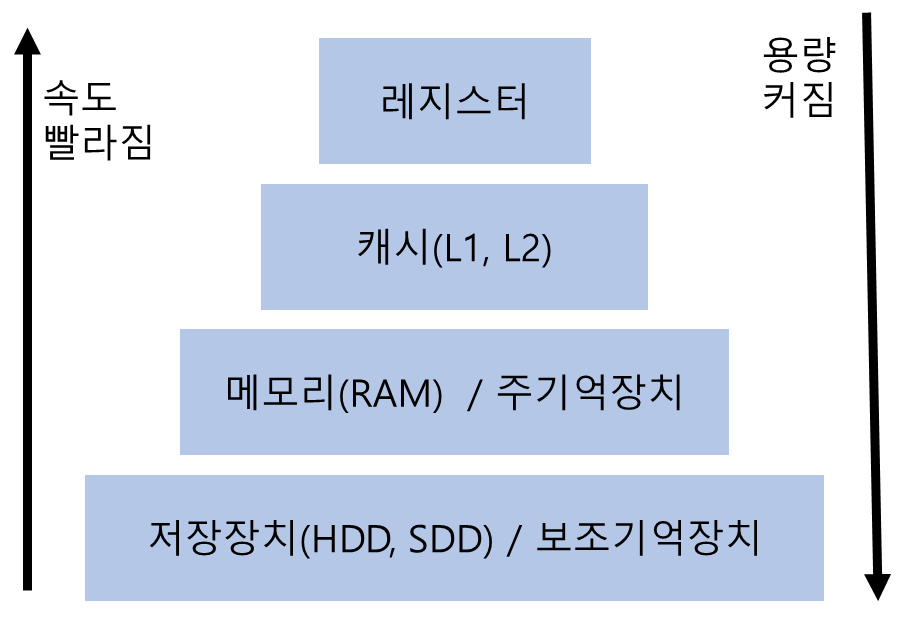 속도
빨라짐
용량
커짐
레지스터
캐시(L1, L2)
메모리(RAM) / 주기억장치
저장장치(HDD, SDD) / 보조기억장치